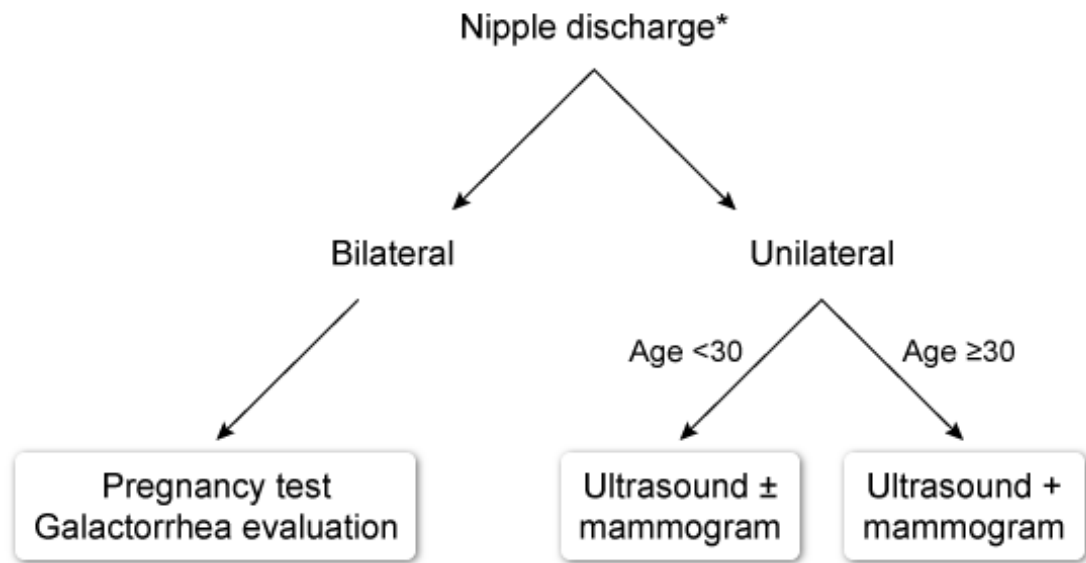 Nipple discharge*
Bilateral
Unilateral
Age <30
Age ≥30
Pregnancy test
Galactorrhea evaluation
Ultrasound ±
mammogram
Ultrasound +
mammogram